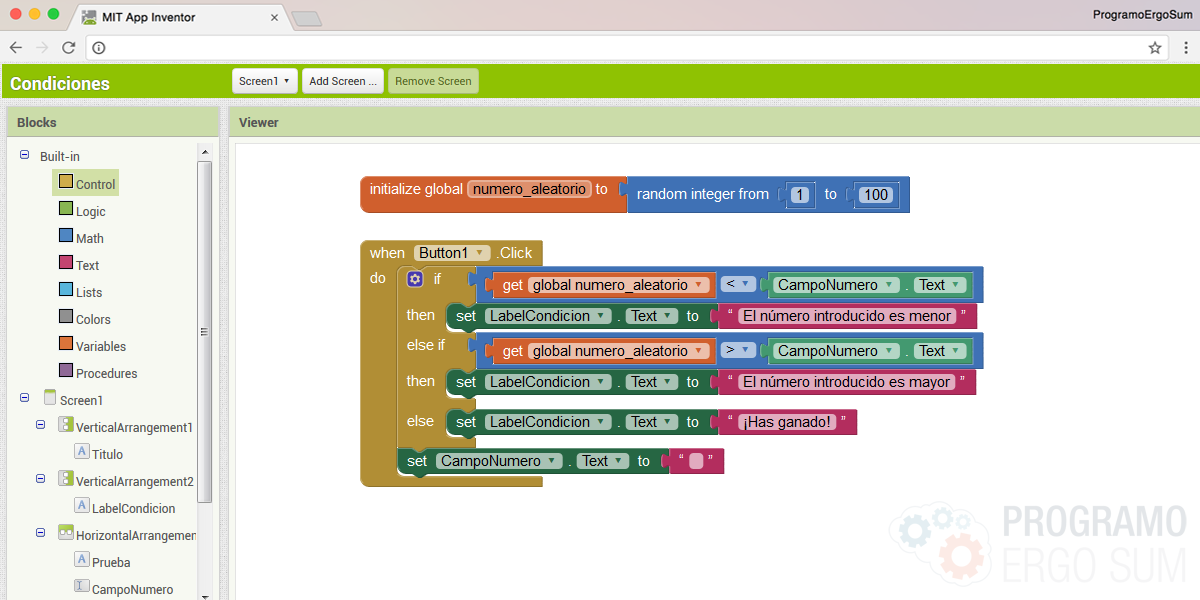 MIT App Inventor
ProgramoErgoSum
Condiciones
Screen1
Add Screen ...
Remove Screen
Blocks
Viewer
Built-in
Control
Logic
Math
Text
Lists
Colors
Variables
Procedures
Screen1
VerticalArrangement1
Titulo
VerticalArrangement2
LabelCondicion
HorizontalArrangemen
Prueba
CampoNumero
initialize global numero_aleatorio to random integer from 1 to 100
when Button1 .Click
do if get global numero_aleatorio < CampoNumero . Text
then set LabelCondicion . Text to " El número introducido es menor "
else if get global numero_aleatorio > CampoNumero . Text
then set LabelCondicion . Text to " El número introducido es mayor "
else set LabelCondicion . Text to " ¡Has ganado! "
set CampoNumero . Text to " "
PROGRAMO
ERGO SUM